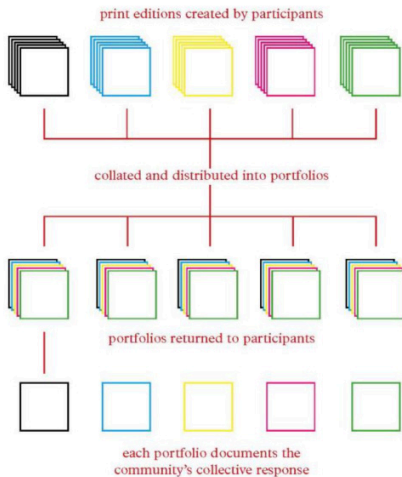 print editions created by participants
collated and distributed into portfolios
portfolios returned to participants
each portfolio documents the
community's collective response